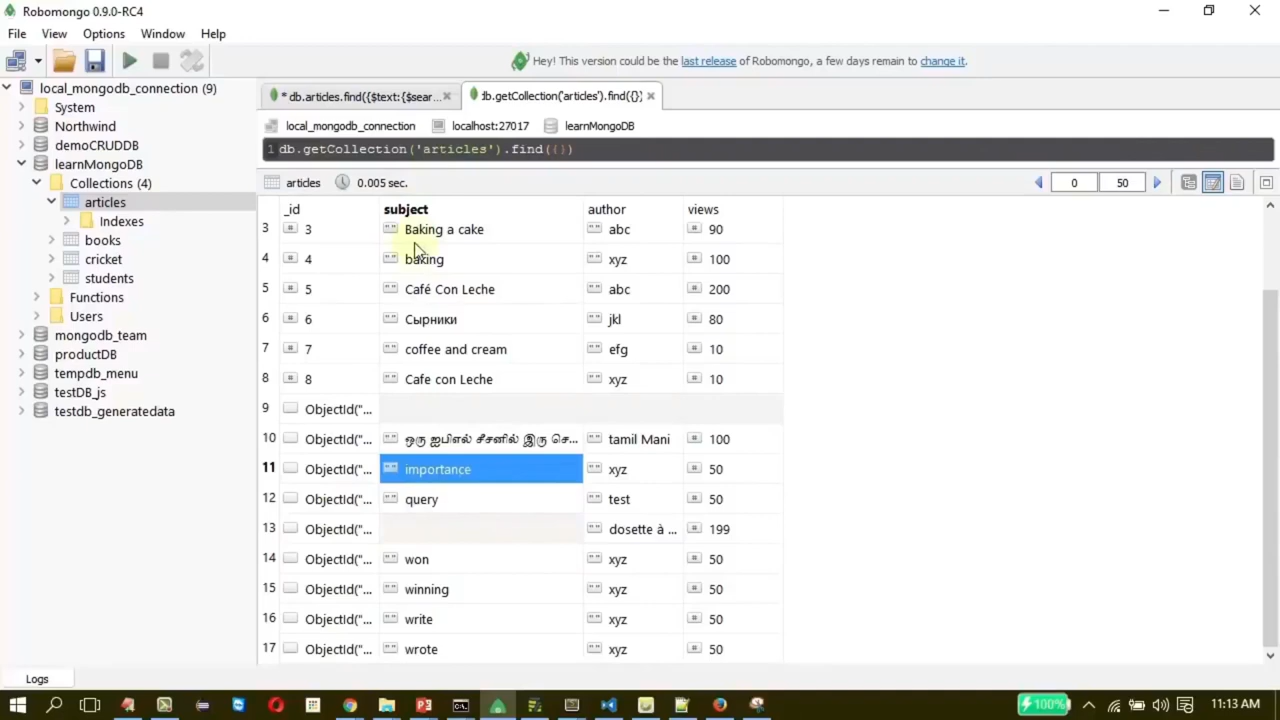 Robomongo 0.9.0-RC4
File View Options Window Help
Hey! This version could be the last release of Robomongo, a few days remain to change it.
local_mongodb_connection (9)
System
Northwind
demoCRUDDB
learnMongoDB
Collections (4)
articles
Indexes
books
cricket
students
Functions
Users
mongodb_team
productDB
tempdb_menu
testDB_js
testdb_generatedata
Logs
* db.articles.find({$text:{$sear...
db.getCollection('articles').find({})
local_mongodb_connection localhost:27017 learnMongoDB
1 db.getCollection('articles').find({})
articles 0.005 sec. 0 50
_id subject author views
3 3 Baking a cake abc 90
4 4 baking xyz 100
5 5 Café Con Leche abc 200
6 6 Сырники jkl 80
7 7 coffee and cream efg 10
8 8 Cafe con Leche xyz 10
9 ObjectId("...
10 ObjectId("... ஒரு ஐபிஎல் சீசனில் இரு செ... tamil Mani 100
11 ObjectId("... importance xyz 50
12 ObjectId("... query test 50
13 ObjectId("... dosette à ... 199
14 ObjectId("... won xyz 50
15 ObjectId("... winning xyz 50
16 ObjectId("... write xyz 50
17 ObjectId("... wrote xyz 50
100% 11:13 AM